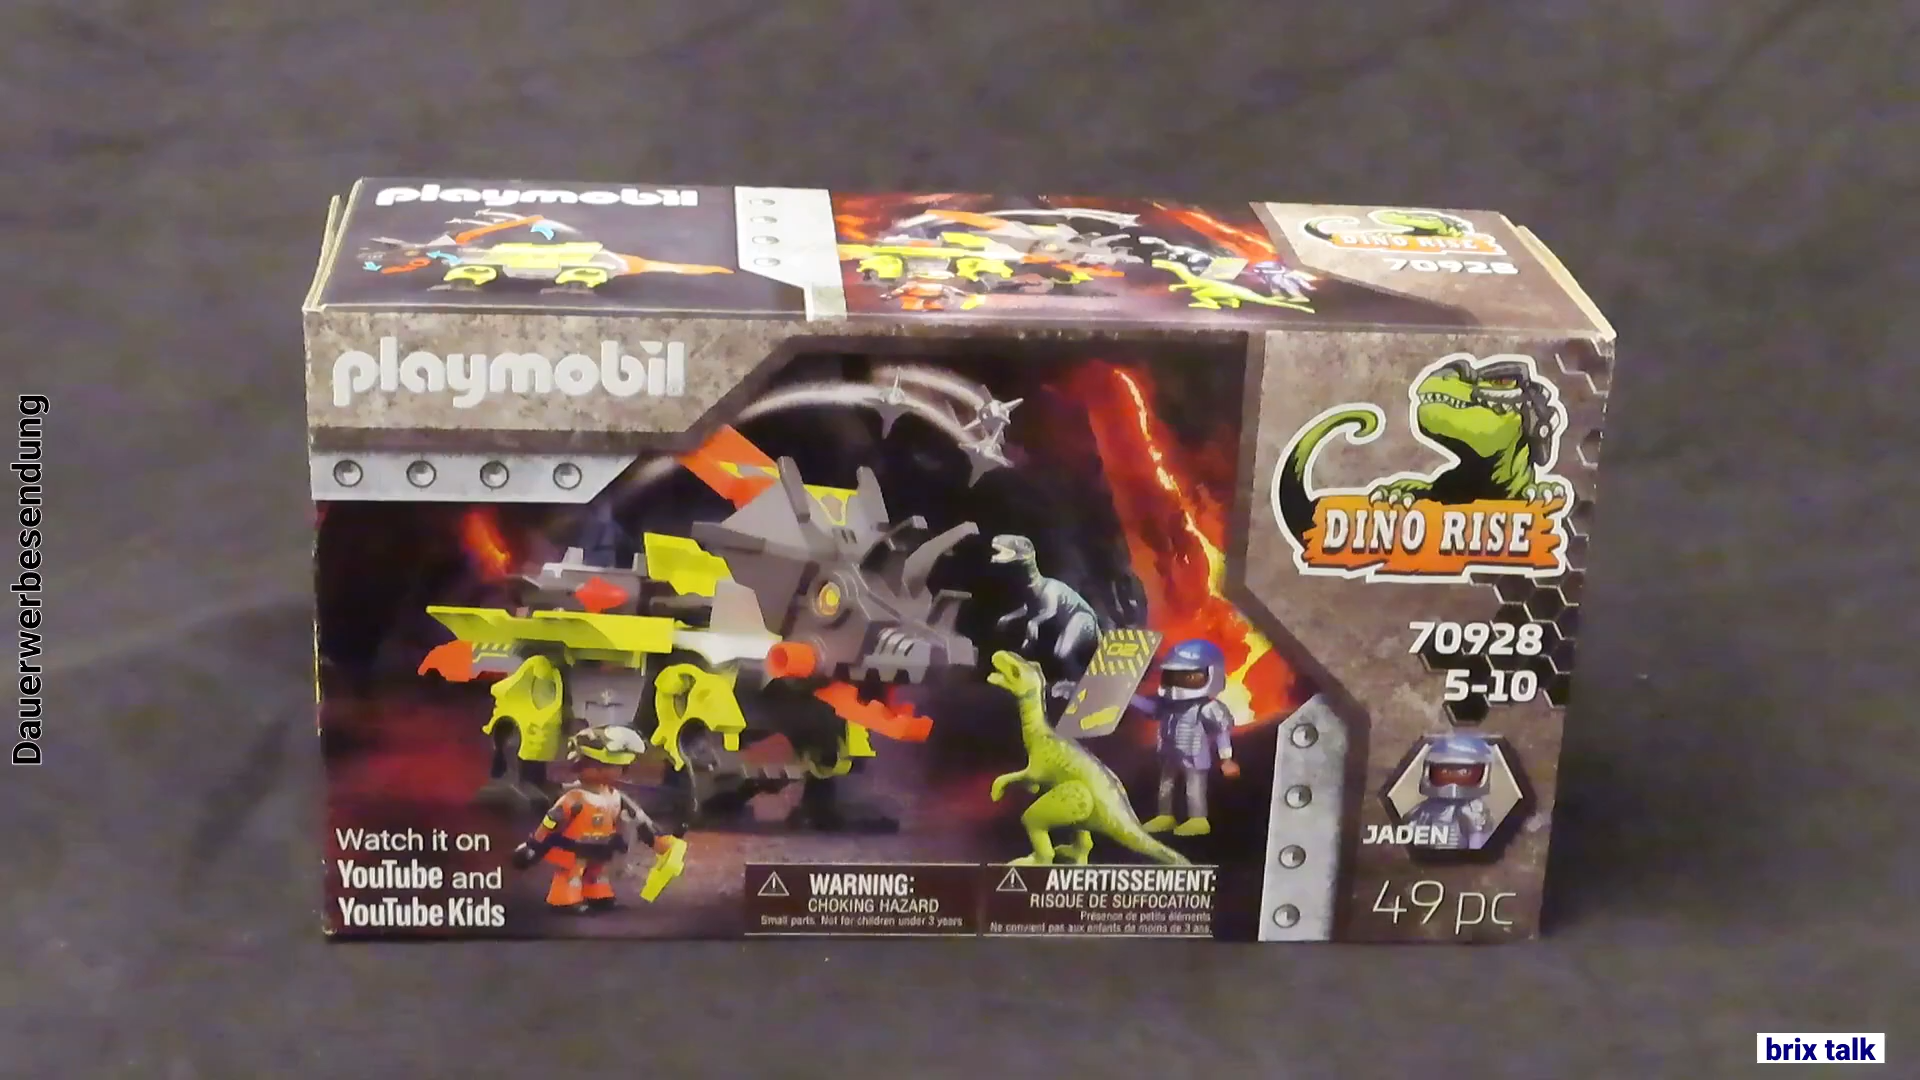 playmobil
DINO RISE
70928
playmobil
DINO RISE
70928
5-10
JADEN
49 pc
02
Watch it on
YouTube and
YouTube Kids
WARNING:
CHOKING HAZARD
Small parts. Not for children under 3 years
AVERTISSEMENT:
RISQUE DE SUFFOCATION.
Présence de petits éléments
Ne convient pas aux enfants de moins de 3 ans.
Dauerwerbesendung
brix talk